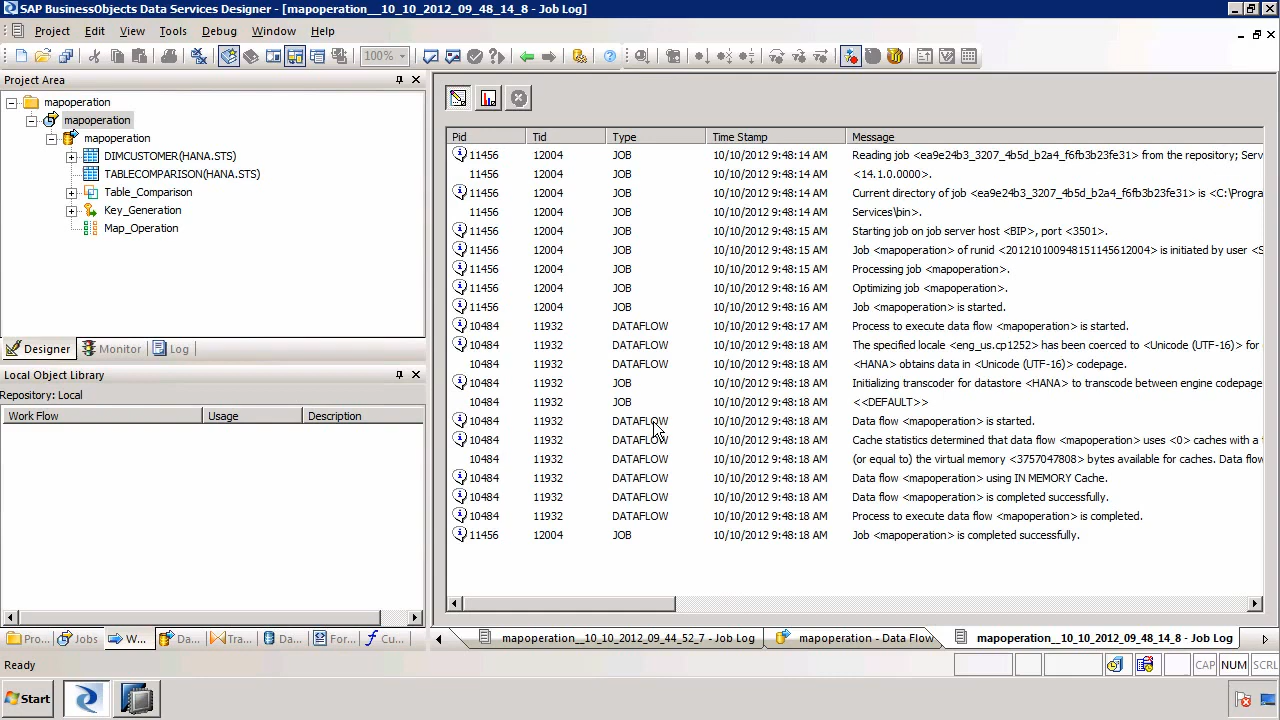 SAP BusinessObjects Data Services Designer - [mapoperation__10_10_2012_09_48_14_8 - Job Log]
Project Edit View Tools Debug Window Help
100%
Project Area
mapoperation
mapoperation
mapoperation
DIMCUSTOMER(HANA.STS)
TABLECOMPARISON(HANA.STS)
Table_Comparison
Key_Generation
Map_Operation
Designer Monitor Log
Local Object Library
Repository: Local
Work Flow Usage Description
Pro... Jobs W... Da... Tra... Da... For... Cu...
Pid Tid Type Time Stamp Message
11456 12004 JOB 10/10/2012 9:48:14 AM Reading job <ea9e24b3_3207_4b5d_b2a4_f6fb3b23fe31> from the repository; Serv
11456 12004 JOB 10/10/2012 9:48:14 AM <14.1.0.0000>.
11456 12004 JOB 10/10/2012 9:48:14 AM Current directory of job <ea9e24b3_3207_4b5d_b2a4_f6fb3b23fe31> is <C:\Progra
11456 12004 JOB 10/10/2012 9:48:14 AM Services\bin>.
11456 12004 JOB 10/10/2012 9:48:15 AM Starting job on job server host <BIP>, port <3501>.
11456 12004 JOB 10/10/2012 9:48:15 AM Job <mapoperation> of runid <201210100948151145612004> is initiated by user <S
11456 12004 JOB 10/10/2012 9:48:15 AM Processing job <mapoperation>.
11456 12004 JOB 10/10/2012 9:48:16 AM Optimizing job <mapoperation>.
11456 12004 JOB 10/10/2012 9:48:18 AM Job <mapoperation> is started.
10484 11932 DATAFLOW 10/10/2012 9:48:17 AM Process to execute data flow <mapoperation> is started.
10484 11932 DATAFLOW 10/10/2012 9:48:18 AM The specified locale <eng_us.cp1252> has been coerced to <Unicode (UTF-16)> for
10484 11932 DATAFLOW 10/10/2012 9:48:18 AM <HANA> obtains data in <Unicode (UTF-16)> codepage.
10484 11932 JOB 10/10/2012 9:48:18 AM Initializing transcoder for datastore <HANA> to transcode between engine codepage
10484 11932 JOB 10/10/2012 9:48:18 AM <<DEFAULT>>
10484 11932 DATAFLOW 10/10/2012 9:48:18 AM Data flow <mapoperation> is started.
10484 11932 DATAFLOW 10/10/2012 9:48:18 AM Cache statistics determined that data flow <mapoperation> uses <0> caches with a
10484 11932 DATAFLOW 10/10/2012 9:48:18 AM (or equal to) the virtual memory <3757047808> bytes available for caches. Data flow
10484 11932 DATAFLOW 10/10/2012 9:48:18 AM Data flow <mapoperation> using IN MEMORY Cache.
10484 11932 DATAFLOW 10/10/2012 9:48:18 AM Data flow <mapoperation> is completed successfully.
10484 11932 DATAFLOW 10/10/2012 9:48:18 AM Process to execute data flow <mapoperation> is completed.
11456 12004 JOB 10/10/2012 9:48:18 AM Job <mapoperation> is completed successfully.
mapoperation__10_10_2012_09_44_52_7 - Job Log mapoperation - Data Flow mapoperation__10_10_2012_09_48_14_8 - Job Log
Ready CAP NUM SCRL
Start